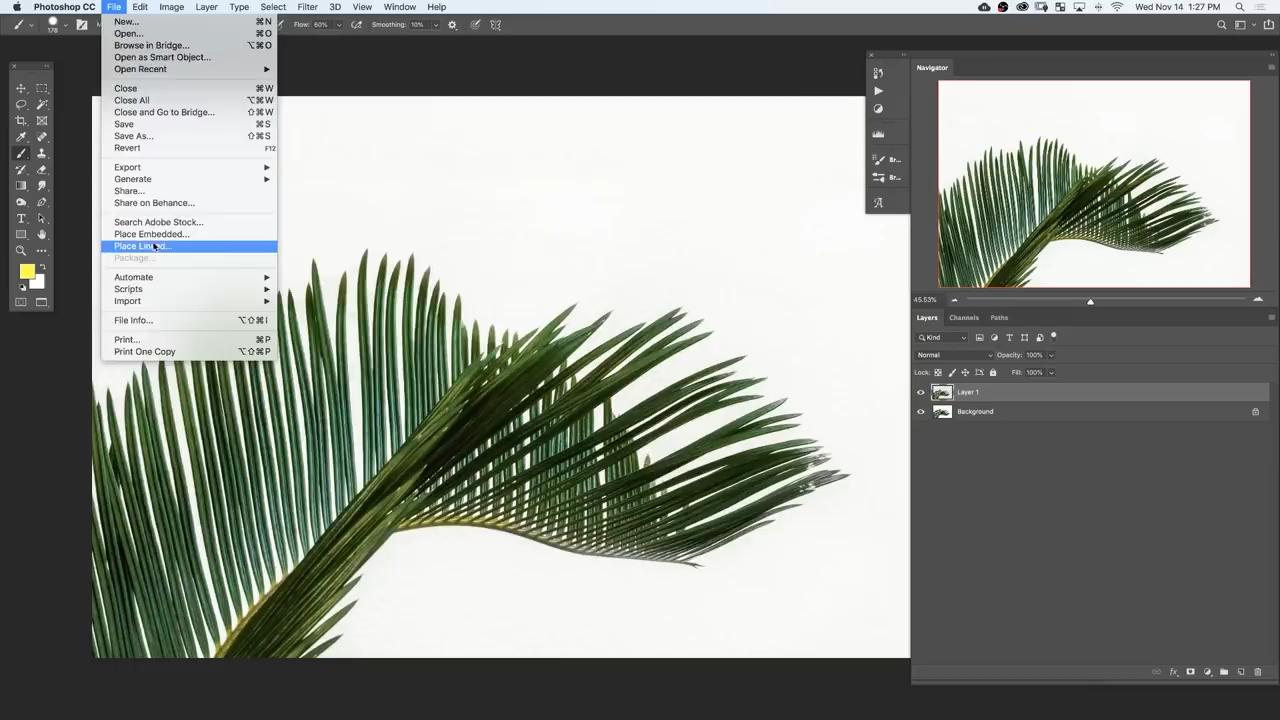 Photoshop CC File Edit Image Layer Type Select Filter 3D View Window Help Wed Nov 14 1:27 PM
178 Flow: 60% Smoothing: 10%
New... ⌘N
Open... ⌘O
Browse in Bridge... ⌥⌘O
Open as Smart Object...
Open Recent
Close ⌘W
Close All ⌥⌘W
Close and Go to Bridge... ⇧⌘W
Save ⌘S
Save As... ⇧⌘S
Revert F12
Export
Generate
Share...
Share on Behance...
Search Adobe Stock...
Place Embedded...
Place Linked...
Package...
Automate
Scripts
Import
File Info... ⌥⇧⌘I
Print... ⌘P
Print One Copy ⌥⇧⌘P
Br...
Br...
Navigator
45.53%
Layers Channels Paths
Kind
Normal Opacity: 100%
Lock: Fill: 100%
Layer 1
Background
fx